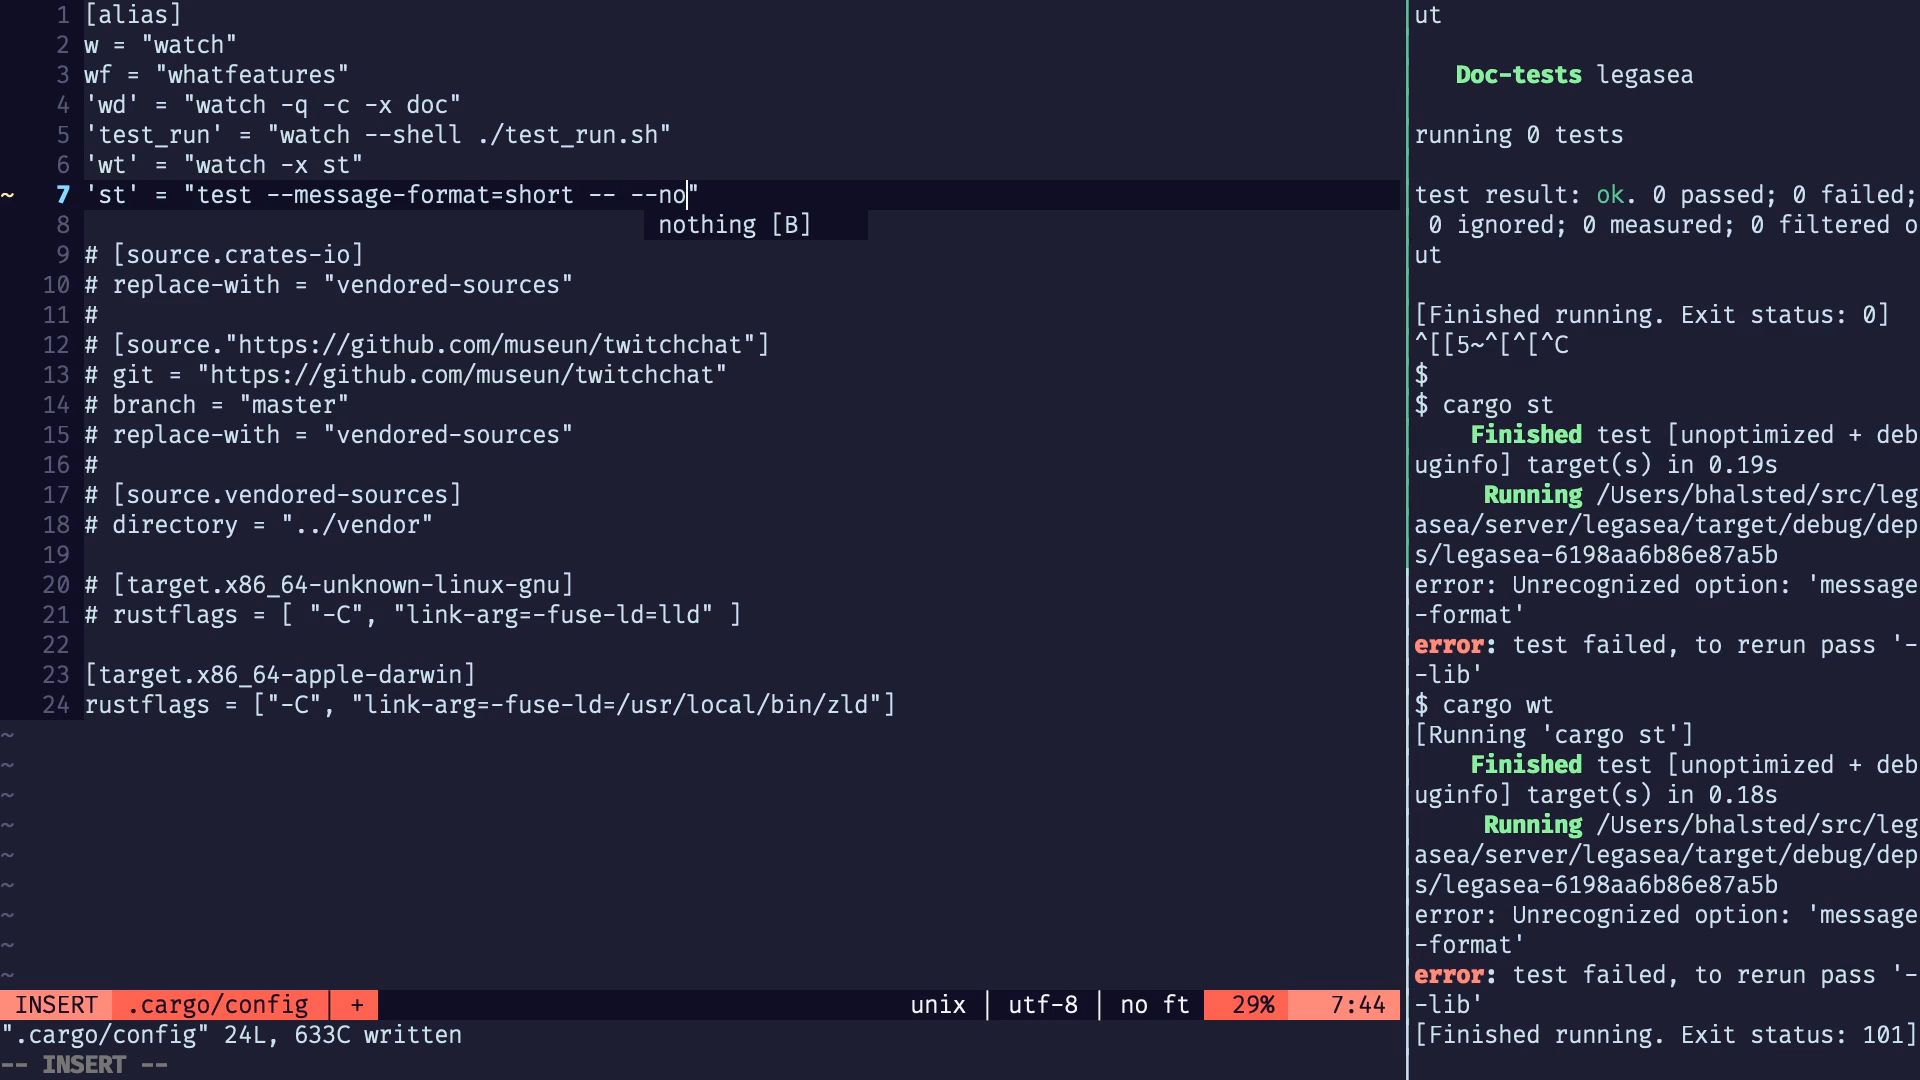 1 [alias]
2 w = "watch"
3 wf = "whatfeatures"
4 'wd' = "watch -q -c -x doc"
5 'test_run' = "watch --shell ./test_run.sh"
6 'wt' = "watch -x st"
~ 7 'st' = "test --message-format=short -- --no"
8 nothing [B]
9 # [source.crates-io]
10 # replace-with = "vendored-sources"
11 #
12 # [source."https://github.com/museun/twitchchat"]
13 # git = "https://github.com/museun/twitchchat"
14 # branch = "master"
15 # replace-with = "vendored-sources"
16 #
17 # [source.vendored-sources]
18 # directory = "../vendor"
19
20 # [target.x86_64-unknown-linux-gnu]
21 # rustflags = [ "-C", "link-arg=-fuse-ld=lld" ]
22
23 [target.x86_64-apple-darwin]
24 rustflags = ["-C", "link-arg=-fuse-ld=/usr/local/bin/zld"]
~
~
~
~
~
~
~
~
~
INSERT .cargo/config | + unix | utf-8 | no ft 29% 7:44
".cargo/config" 24L, 633C written
-- INSERT --
ut
Doc-tests legasea
running 0 tests
test result: ok. 0 passed; 0 failed;
0 ignored; 0 measured; 0 filtered o
ut
[Finished running. Exit status: 0]
^[[5~^[^[^C
$
$ cargo st
Finished test [unoptimized + deb
uginfo] target(s) in 0.19s
Running /Users/bhalsted/src/leg
asea/server/legasea/target/debug/dep
s/legasea-6198aa6b86e87a5b
error: Unrecognized option: 'message
-format'
error: test failed, to rerun pass '-
-lib'
$ cargo wt
[Running 'cargo st']
Finished test [unoptimized + deb
uginfo] target(s) in 0.18s
Running /Users/bhalsted/src/leg
asea/server/legasea/target/debug/dep
s/legasea-6198aa6b86e87a5b
error: Unrecognized option: 'message
-format'
error: test failed, to rerun pass '-
-lib'
[Finished running. Exit status: 101]